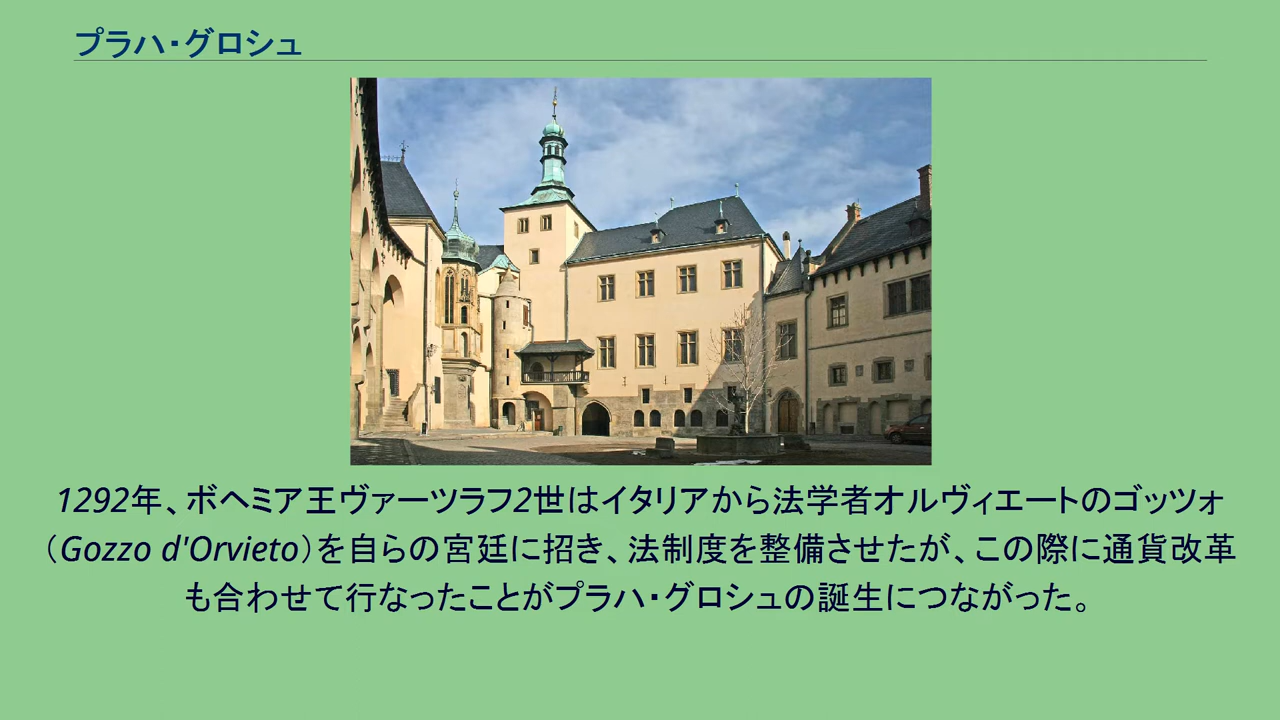 プラハ・グロシュ
1292年、ボヘミア王ヴァーツラフ2世はイタリアから法学者オルヴィエートのゴッツォ
（Gozzo d'Orvieto）を自らの宮廷に招き、法制度を整備させたが、この際に通貨改革
も合わせて行なったことがプラハ・グロシュの誕生につながった。